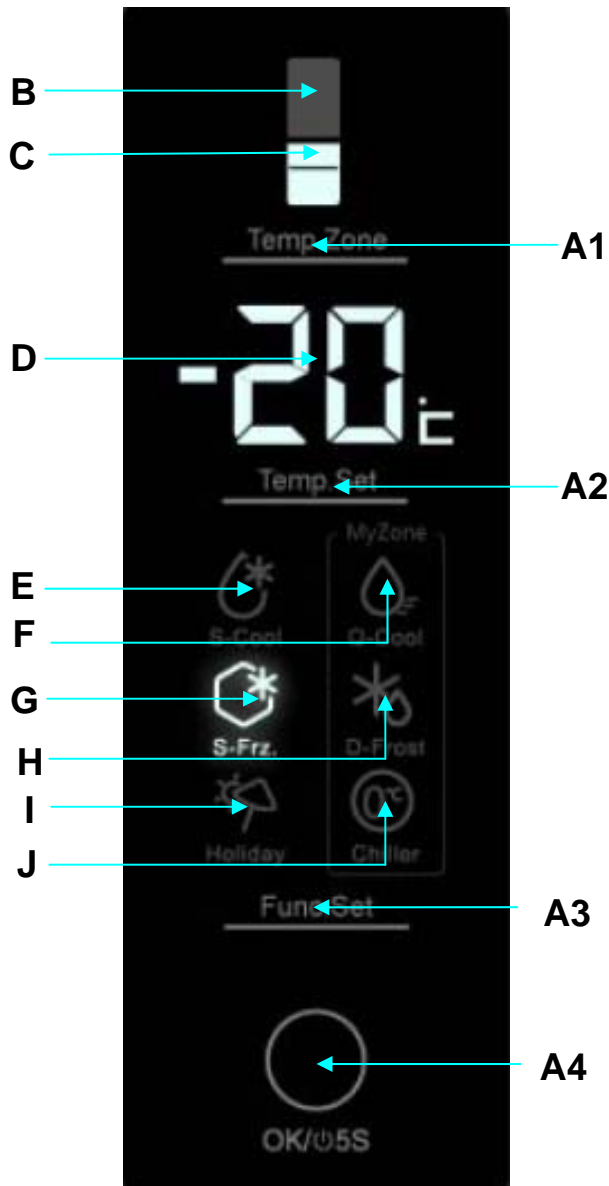 B
C
Temp.Zone A1
D -20℃
Temp.Set A2
MyZone
E
F S-Cool Q-Cool
G
S-Frz. D-Frost
H
I 0℃
J Holiday Chiller
Func.Set A3
A4
OK/⏻5S